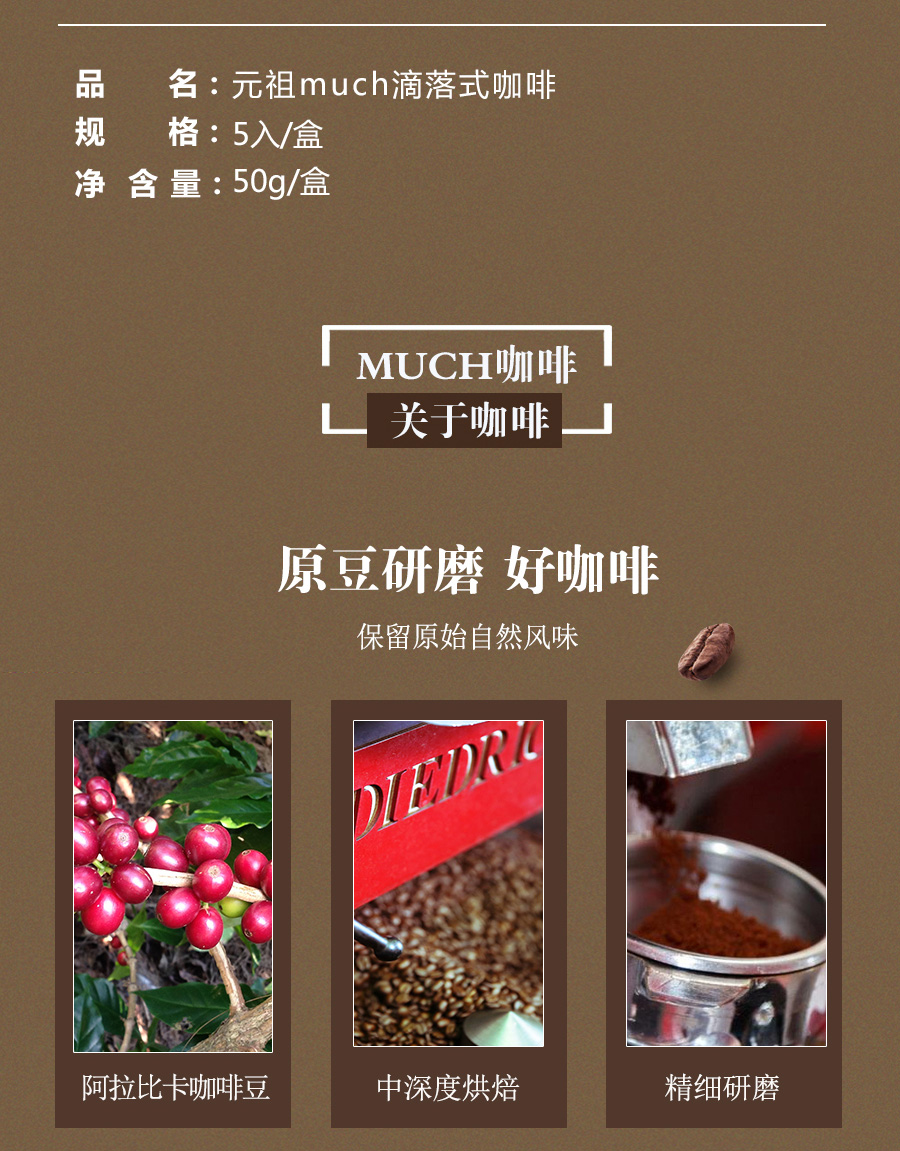 品 名：元祖much滴落式咖啡
规 格：5入/盒
净 含 量：50g/盒
MUCH咖啡
关于咖啡
原豆研磨 好咖啡
保留原始自然风味
DIEDRIC
阿拉比卡咖啡豆
中深度烘焙
精细研磨